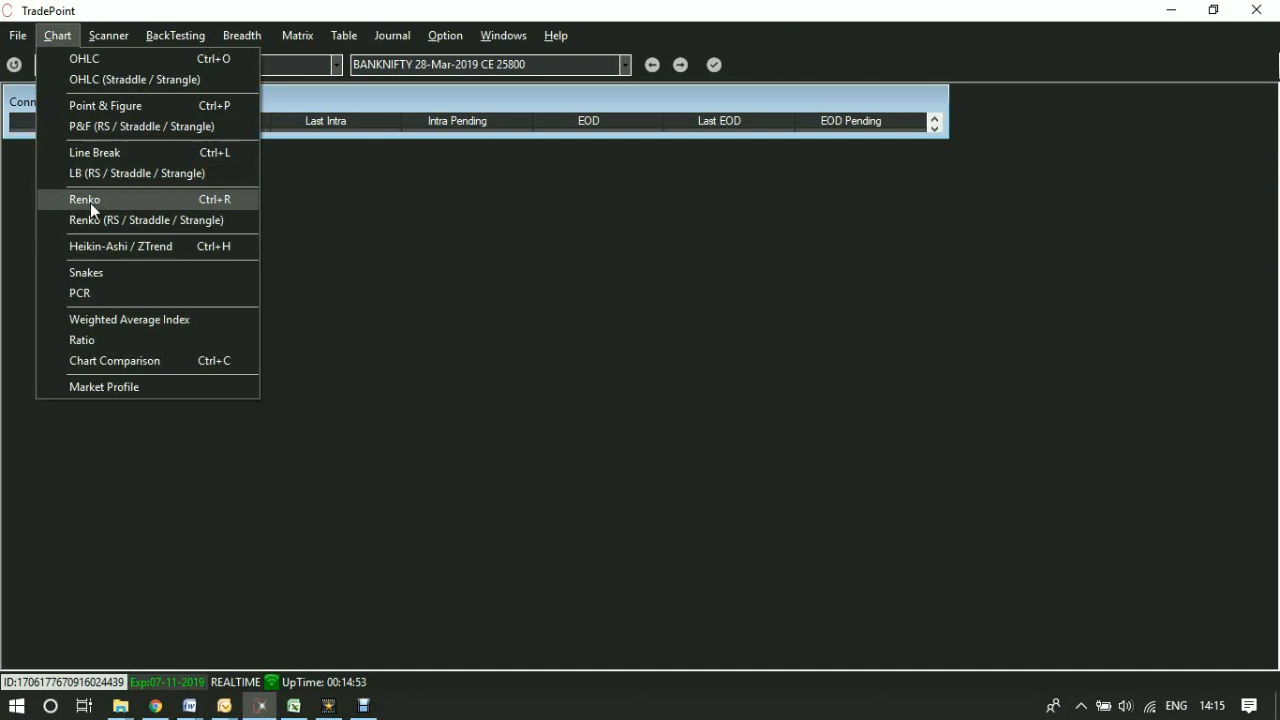 TradePoint
File Chart Scanner BackTesting Breadth Matrix Table Journal Option Windows Help
BANKNIFTY 28-Mar-2019 CE 25800
OHLC Ctrl+O
OHLC (Straddle / Strangle)
Point & Figure Ctrl+P
P&F (RS / Straddle / Strangle)
Line Break Ctrl+L
LB (RS / Straddle / Strangle)
Renko Ctrl+R
Renko (RS / Straddle / Strangle)
Heikin-Ashi / ZTrend Ctrl+H
Snakes
PCR
Weighted Average Index
Ratio
Chart Comparison Ctrl+C
Market Profile
Conn
Last Intra Intra Pending EOD Last EOD EOD Pending
ID:1706177670916024439 Exp:07-11-2019 REALTIME UpTime: 00:14:53
ENG 14:15